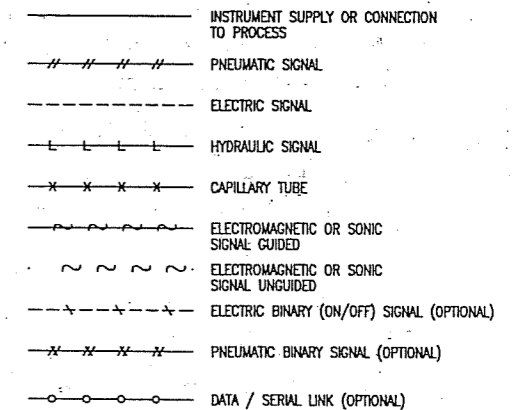 INSTRUMENT SUPPLY OR CONNECTION
TO PROCESS
PNEUMATIC SIGNAL
ELECTRIC SIGNAL
HYDRAULIC SIGNAL
CAPILLARY TUBE
ELECTROMAGNETIC OR SONIC
SIGNAL GUIDED
ELECTROMAGNETIC OR SONIC
SIGNAL UNGUIDED
ELECTRIC BINARY (ON/OFF) SIGNAL (OPTIONAL)
PNEUMATIC BINARY SIGNAL (OPTIONAL)
DATA / SERIAL LINK (OPTIONAL)